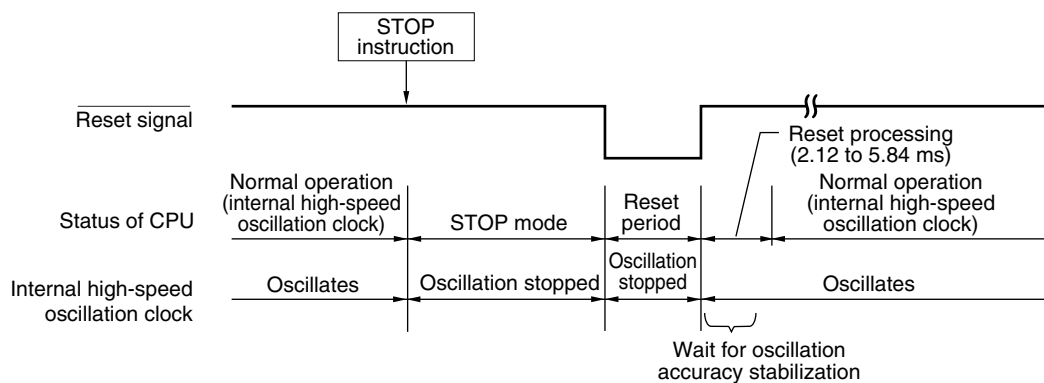 STOP
instruction
Reset signal
Reset processing
(2.12 to 5.84 ms)
Status of CPU
Normal operation
(internal high-speed
oscillation clock)
STOP mode
Reset
period
Normal operation
(internal high-speed
oscillation clock)
Internal high-speed
oscillation clock
Oscillates
Oscillation stopped
Oscillation
stopped
Oscillates
Wait for oscillation
accuracy stabilization